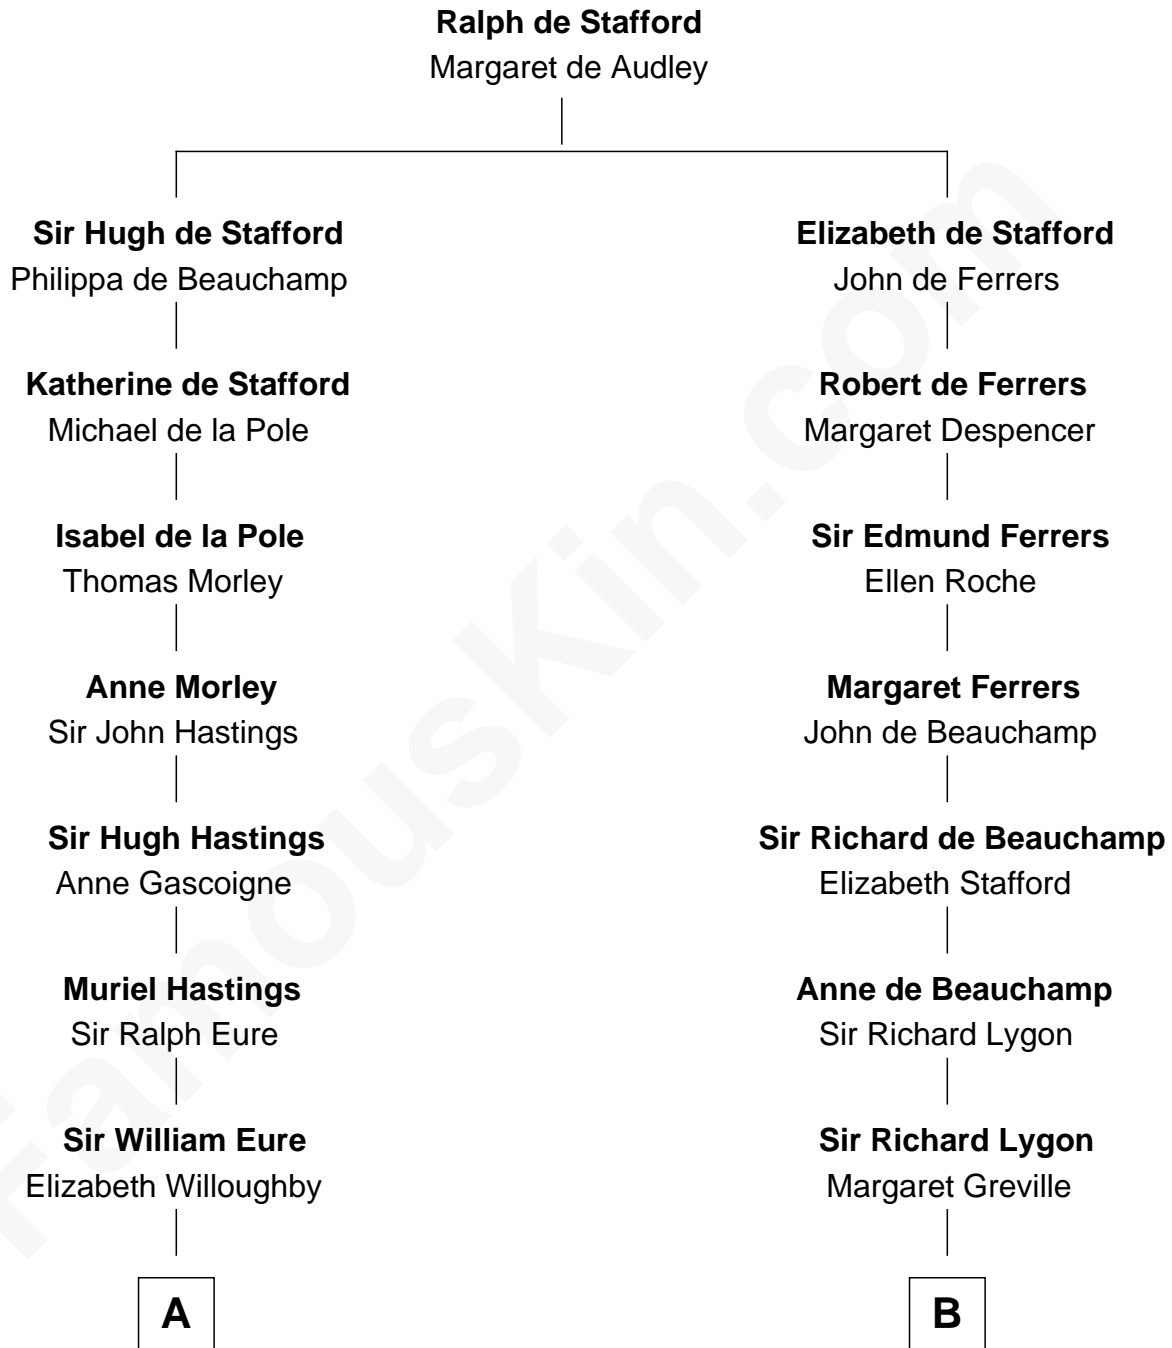 Ralph de Stafford
Margaret de Audley
Sir Hugh de Stafford
Philippa de Beauchamp
Katherine de Stafford
Michael de la Pole
Isabel de la Pole
Thomas Morley
Anne Morley
Sir John Hastings
Sir Hugh Hastings
Anne Gascoigne
Muriel Hastings
Sir Ralph Eure
Sir William Eure
Elizabeth Willoughby
A
Elizabeth de Stafford
John de Ferrers
Robert de Ferrers
Margaret Despencer
Sir Edmund Ferrers
Ellen Roche
Margaret Ferrers
John de Beauchamp
Sir Richard de Beauchamp
Elizabeth Stafford
Anne de Beauchamp
Sir Richard Lygon
Sir Richard Lygon
Margaret Greville
B
FamousKin.com